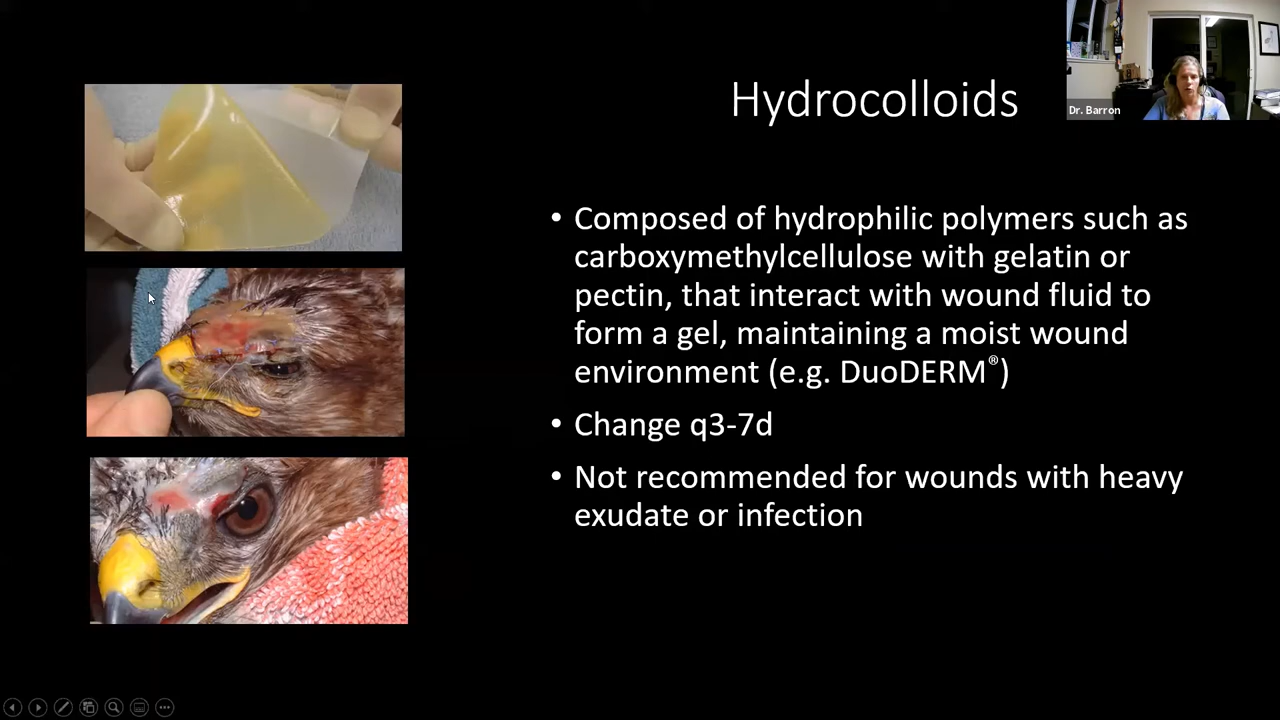 Hydrocolloids
Dr. Barron
• Composed of hydrophilic polymers such as
carboxymethylcellulose with gelatin or
pectin, that interact with wound fluid to
form a gel, maintaining a moist wound
environment (e.g. DuoDERM®)
• Change q3-7d
• Not recommended for wounds with heavy
exudate or infection